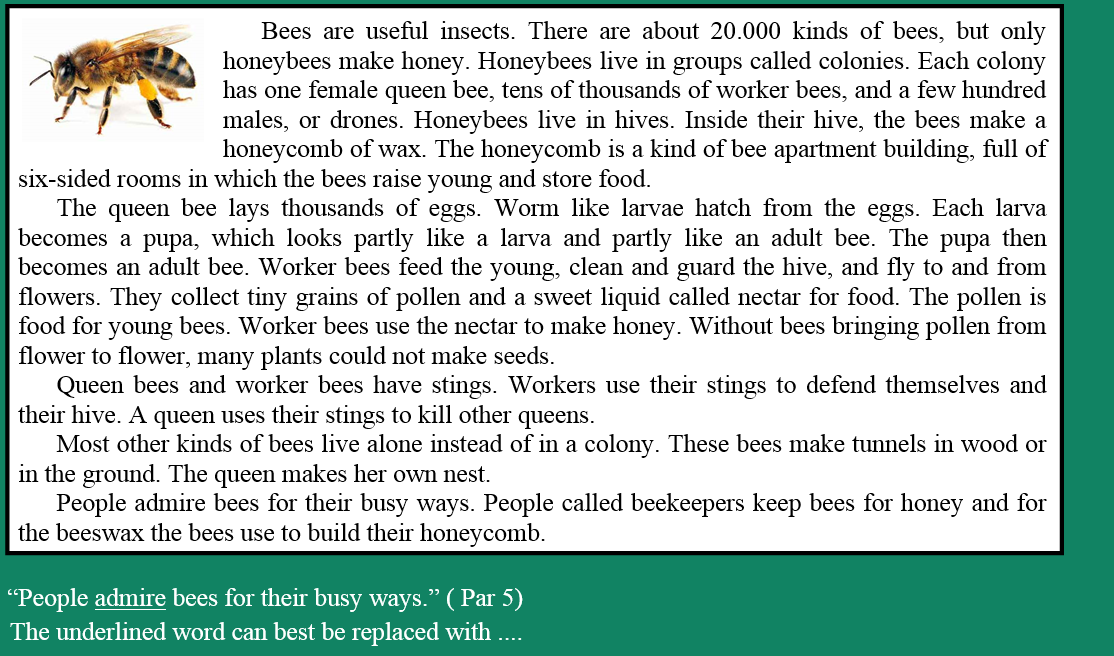 Bees are useful insects. There are about 20.000 kinds of bees, but only
honeybees make honey. Honeybees live in groups called colonies. Each colony
has one female queen bee, tens of thousands of worker bees, and a few hundred
males, or drones. Honeybees live in hives. Inside their hive, the bees make a
honeycomb of wax. The honeycomb is a kind of bee apartment building, full of
six-sided rooms in which the bees raise young and store food.
The queen bee lays thousands of eggs. Worm like larvae hatch from the eggs. Each larva
becomes a pupa, which looks partly like a larva and partly like an adult bee. The pupa then
becomes an adult bee. Worker bees feed the young, clean and guard the hive, and fly to and from
flowers. They collect tiny grains of pollen and a sweet liquid called nectar for food. The pollen is
food for young bees. Worker bees use the nectar to make honey. Without bees bringing pollen from
flower to flower, many plants could not make seeds.
Queen bees and worker bees have stings. Workers use their stings to defend themselves and
their hive. A queen uses their stings to kill other queens.
Most other kinds of bees live alone instead of in a colony. These bees make tunnels in wood or
in the ground. The queen makes her own nest.
People admire bees for their busy ways. People called beekeepers keep bees for honey and for
the beeswax the bees use to build their honeycomb.
“People admire bees for their busy ways.” ( Par 5)
The underlined word can best be replaced with ....